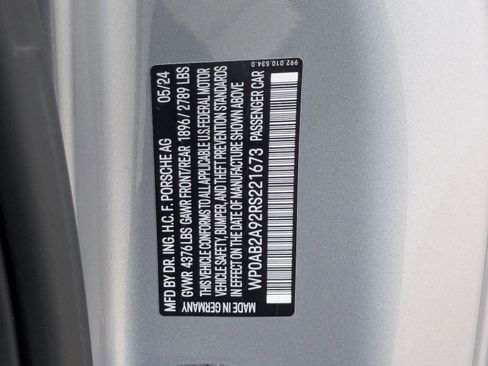 992.010.534.D
MFD BY DR. ING. H.C. F. PORSCHE AG 05/24
GVWR 4376 LBS GAWR FRONT/REAR 1896/2789 LBS
THIS VEHICLE CONFORMS TO ALL APPLICABLE U.S. FEDERAL MOTOR
VEHICLE SAFETY, BUMPER, AND THEFT PREVENTION STANDARDS
IN EFFECT ON THE DATE OF MANUFACTURE SHOWN ABOVE
WP0AB2A92RS221673 PASSENGER CAR
MADE IN GERMANY